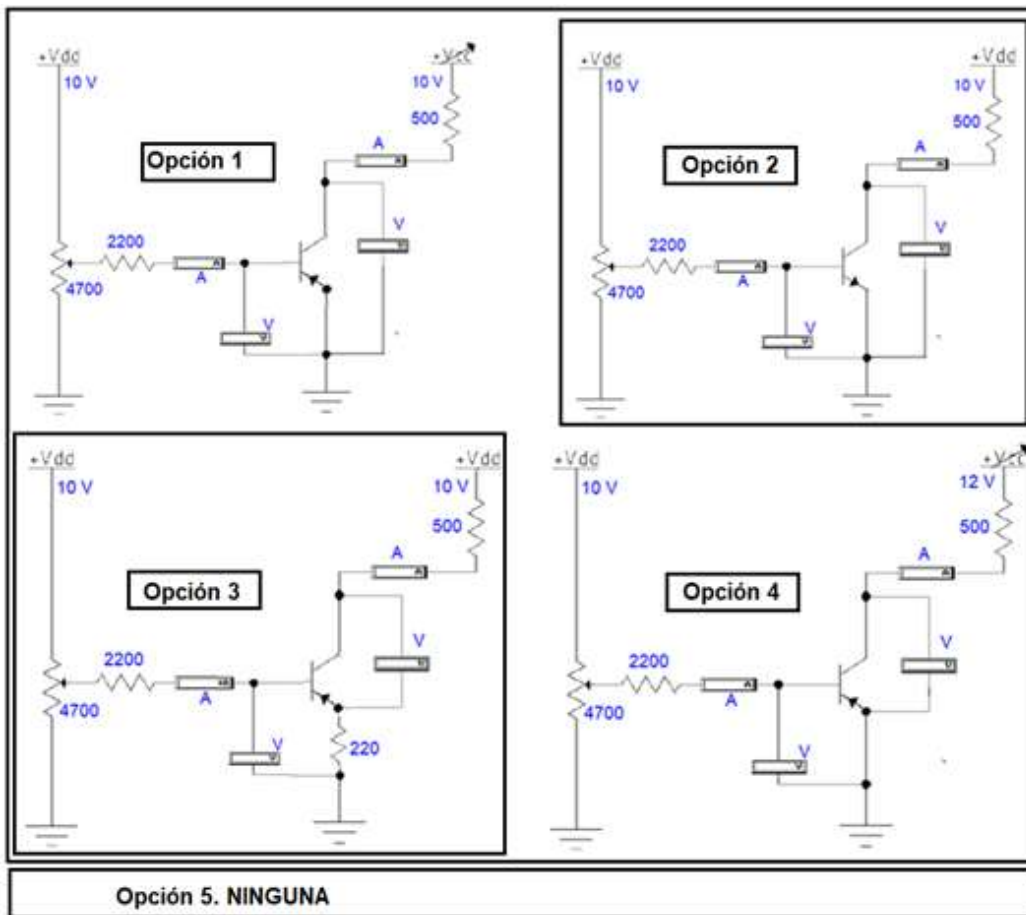 +Vdd
10 V
+Vcc
10 V
500
A
Opción 1
V
2200
A
4700
V
+Vdd
10 V
+Vdd
10 V
500
A
Opción 2
V
2200
A
4700
V
+Vdd
10 V
+Vdd
10 V
500
A
Opción 3
V
2200
A
4700
V
220
+Vdd
10 V
+Vcc
12 V
500
A
Opción 4
V
2200
A
4700
V
Opción 5. NINGUNA